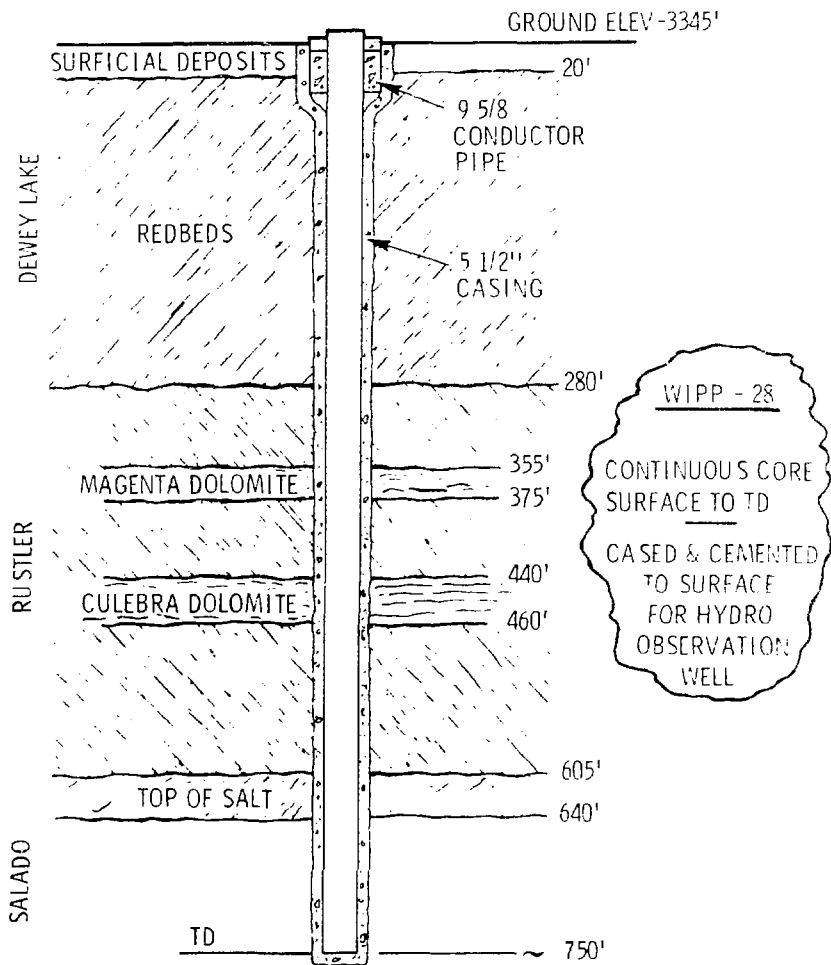 GROUND ELEV-3345'
SURFICIAL DEPOSITS
20'
9 5/8
CONDUCTOR
PIPE
DEWEY LAKE
REDBEDS
5 1/2"
CASING
280'
WIPP - 28
CONTINUOUS CORE
SURFACE TO TD
CASED & CEMENTED
TO SURFACE
FOR HYDRO
OBSERVATION
WELL
355'
MAGENTA DOLOMITE
375'
RUSTLER
440'
CULEBRA DOLOMITE
460'
605'
TOP OF SALT
640'
SALADO
TD
~ 750'